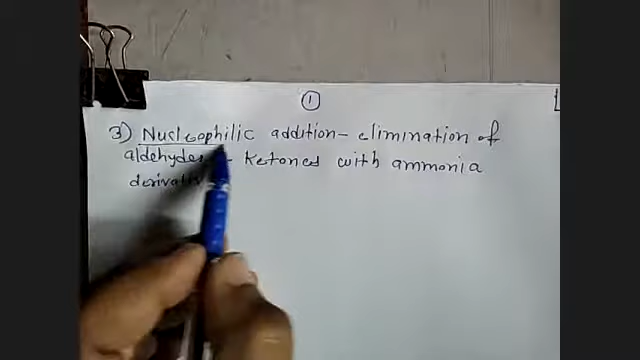 1
3) Nucleophilic addition - elimination of
aldehydes - Ketones with ammonia